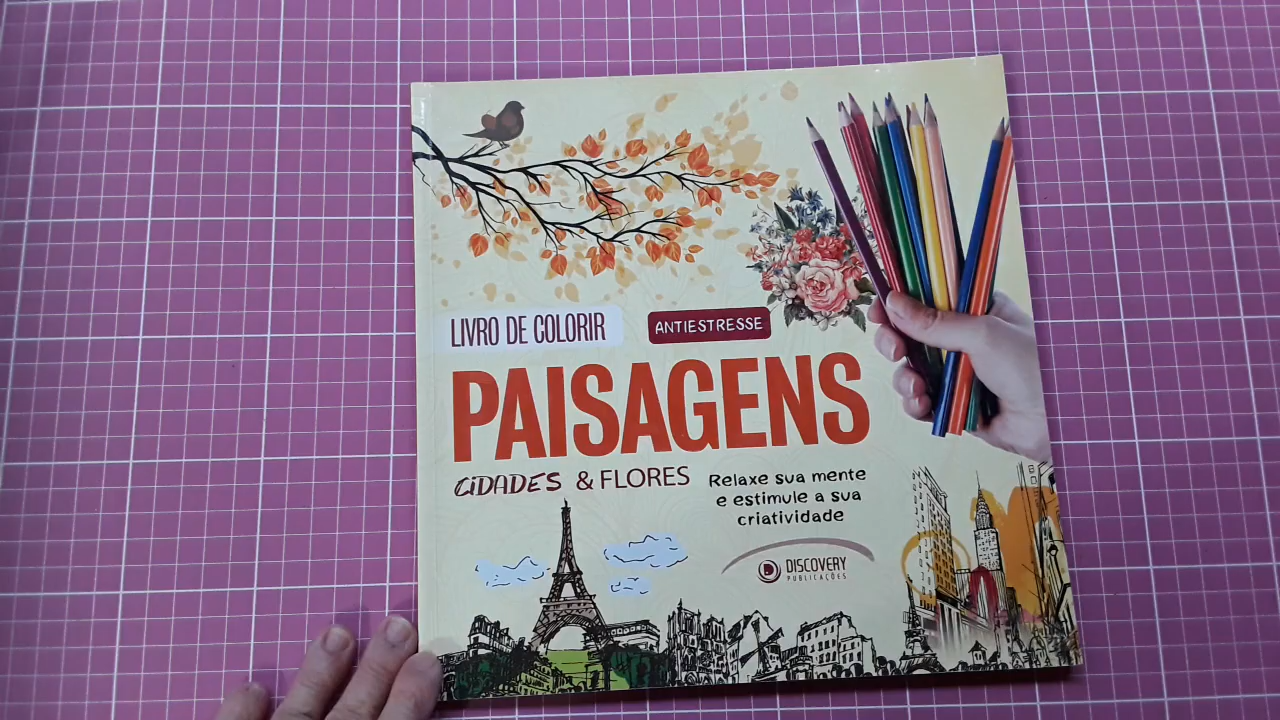 LIVRO DE COLORIR
ANTIESTRESSE
PAISAGENS
CIDADES & FLORES
Relaxe sua mente
e estimule a sua
criatividade
DISCOVERY
PUBLICAÇÕES